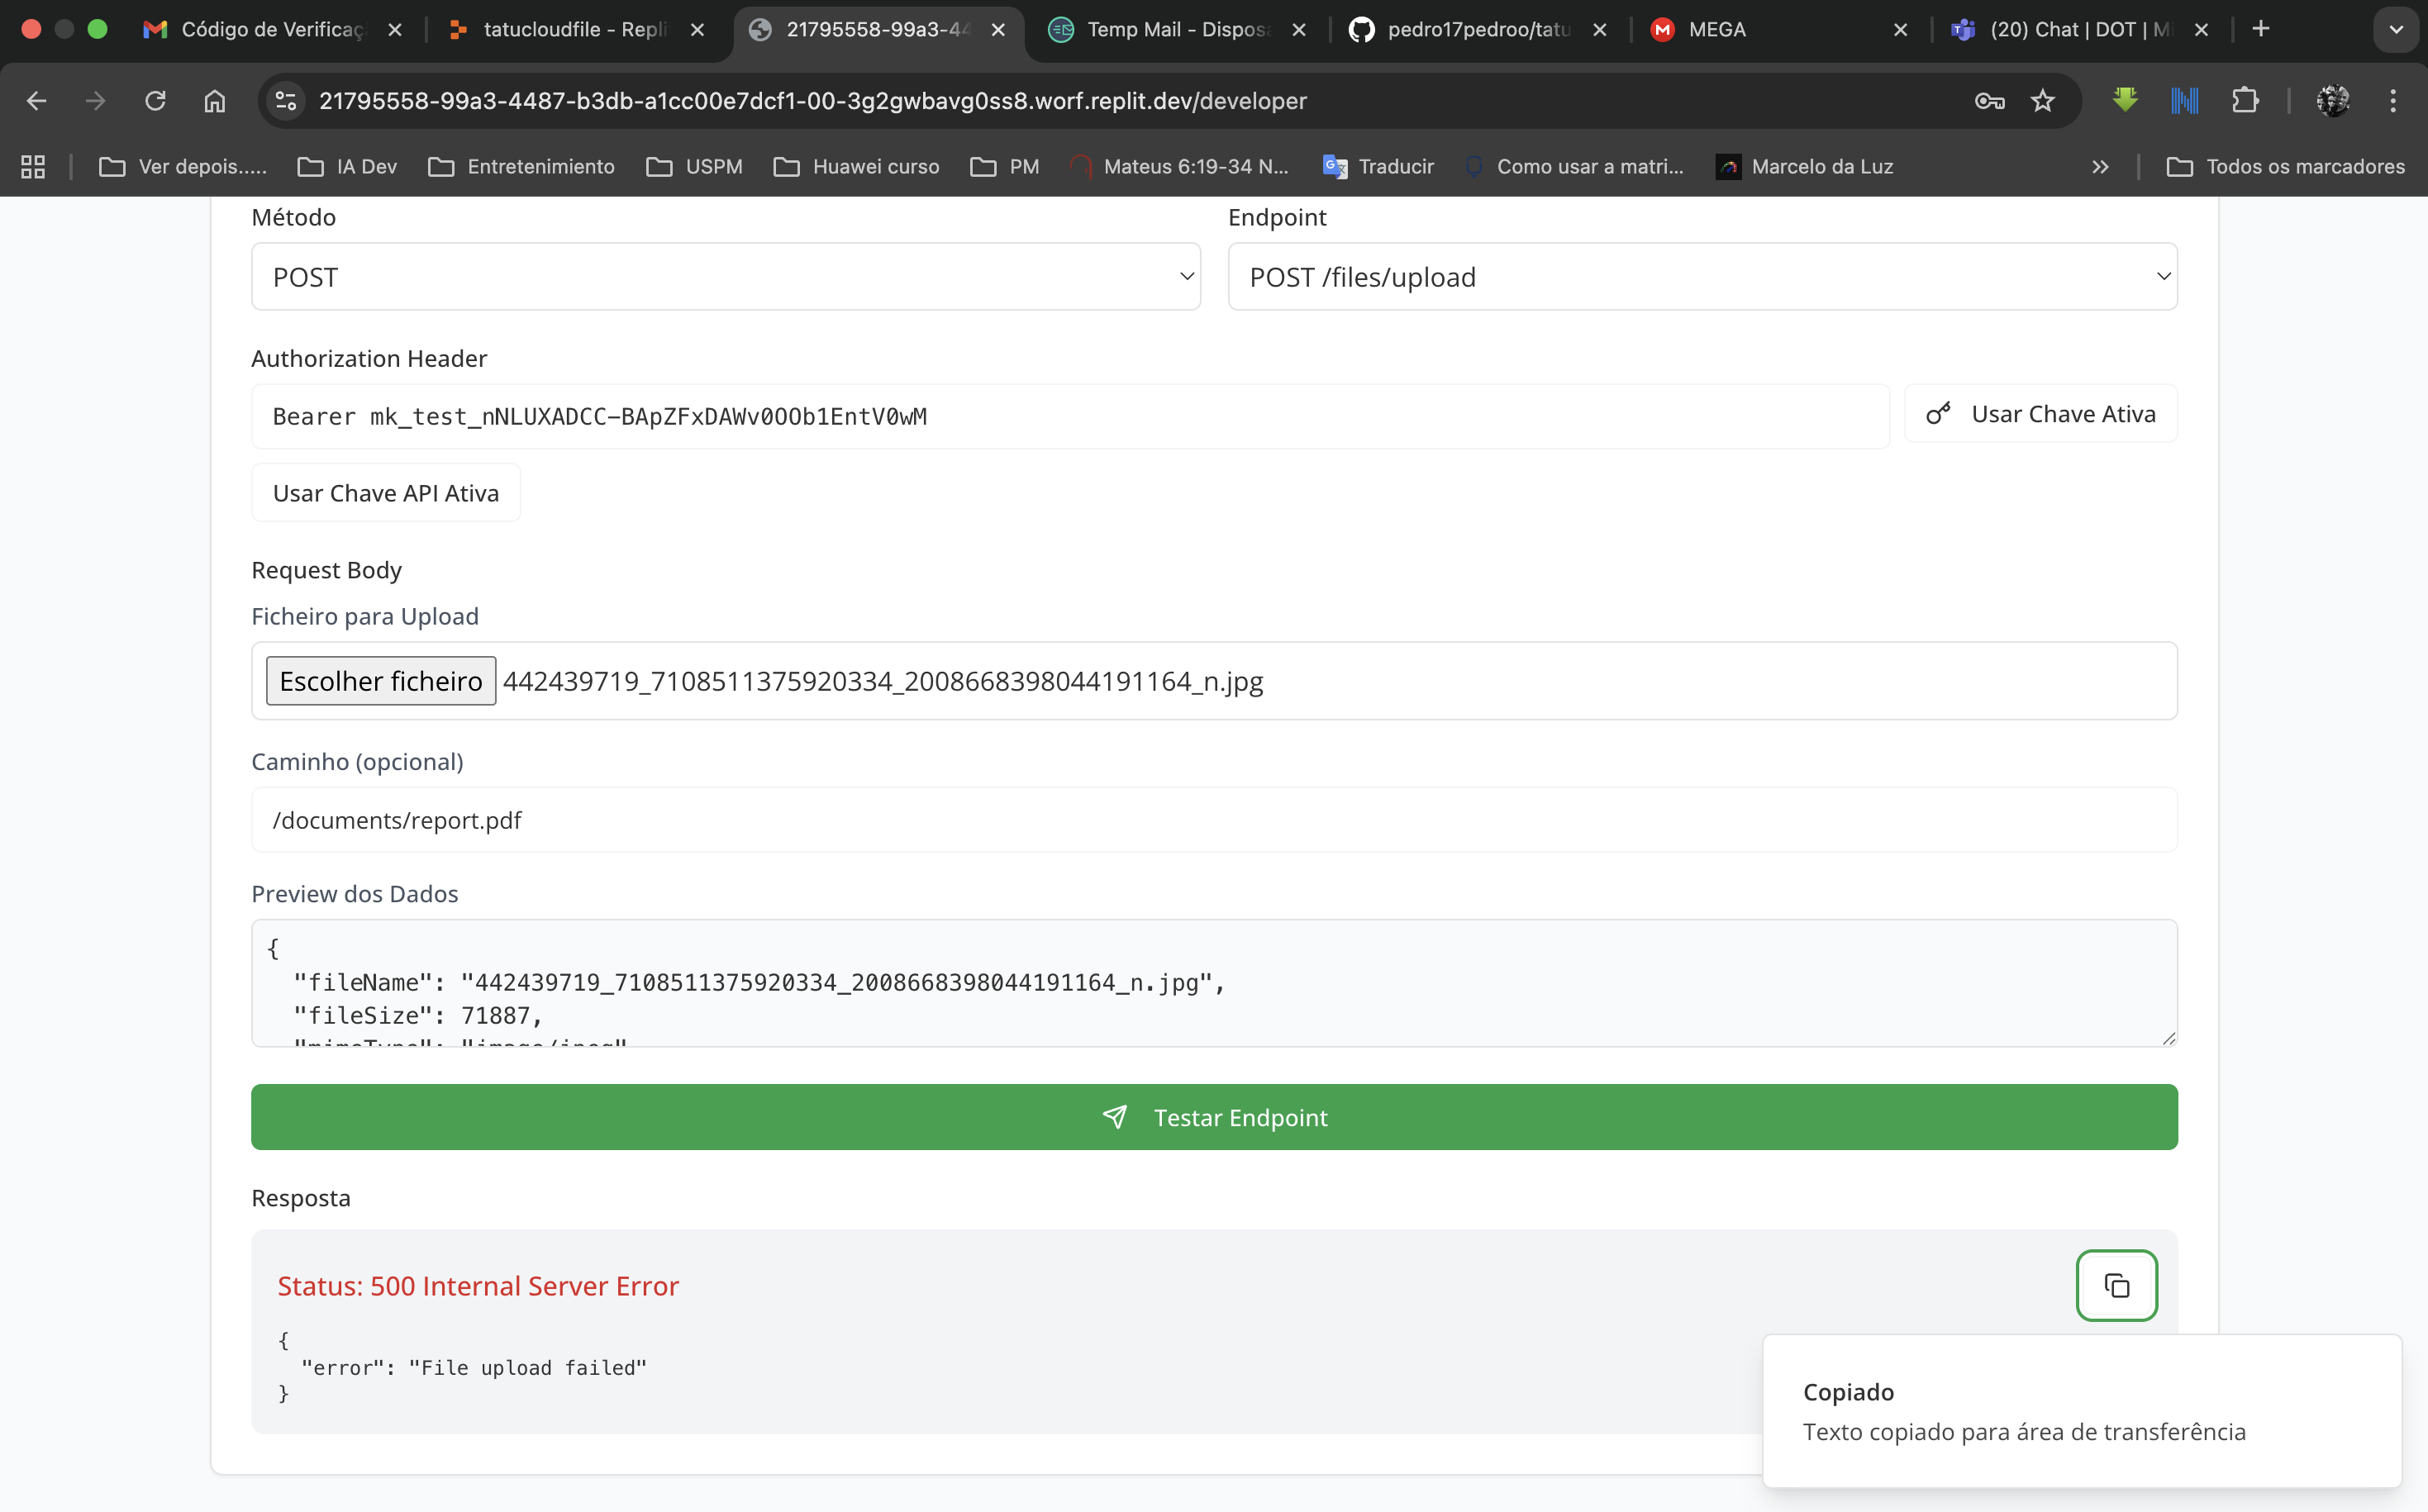 Código de Verificaç
tatucloudfile - Repli
21795558-99a3-44
Temp Mail - Disposa
pedro17pedroo/tatu
MEGA
(20) Chat | DOT | Mi
21795558-99a3-4487-b3db-a1cc00e7dcf1-00-3g2gwbavg0ss8.worf.replit.dev/developer
Ver depois.....
IA Dev
Entretenimiento
USPM
Huawei curso
PM
Mateus 6:19-34 N...
Traducir
Como usar a matri...
Marcelo da Luz
Todos os marcadores
Método
Endpoint
POST
POST /files/upload
Authorization Header
Bearer mk_test_nNLUXADCC-BApZFxDAWv0OOb1EntV0wM
Usar Chave Ativa
Usar Chave API Ativa
Request Body
Ficheiro para Upload
Escolher ficheiro 442439719_7108511375920334_2008668398044191164_n.jpg
Caminho (opcional)
/documents/report.pdf
Preview dos Dados
{
"fileName": "442439719_7108511375920334_2008668398044191164_n.jpg",
"fileSize": 71887,
"mimeType": "image/jpeg"
Testar Endpoint
Resposta
Status: 500 Internal Server Error
{
"error": "File upload failed"
}
Copiado
Texto copiado para área de transferência